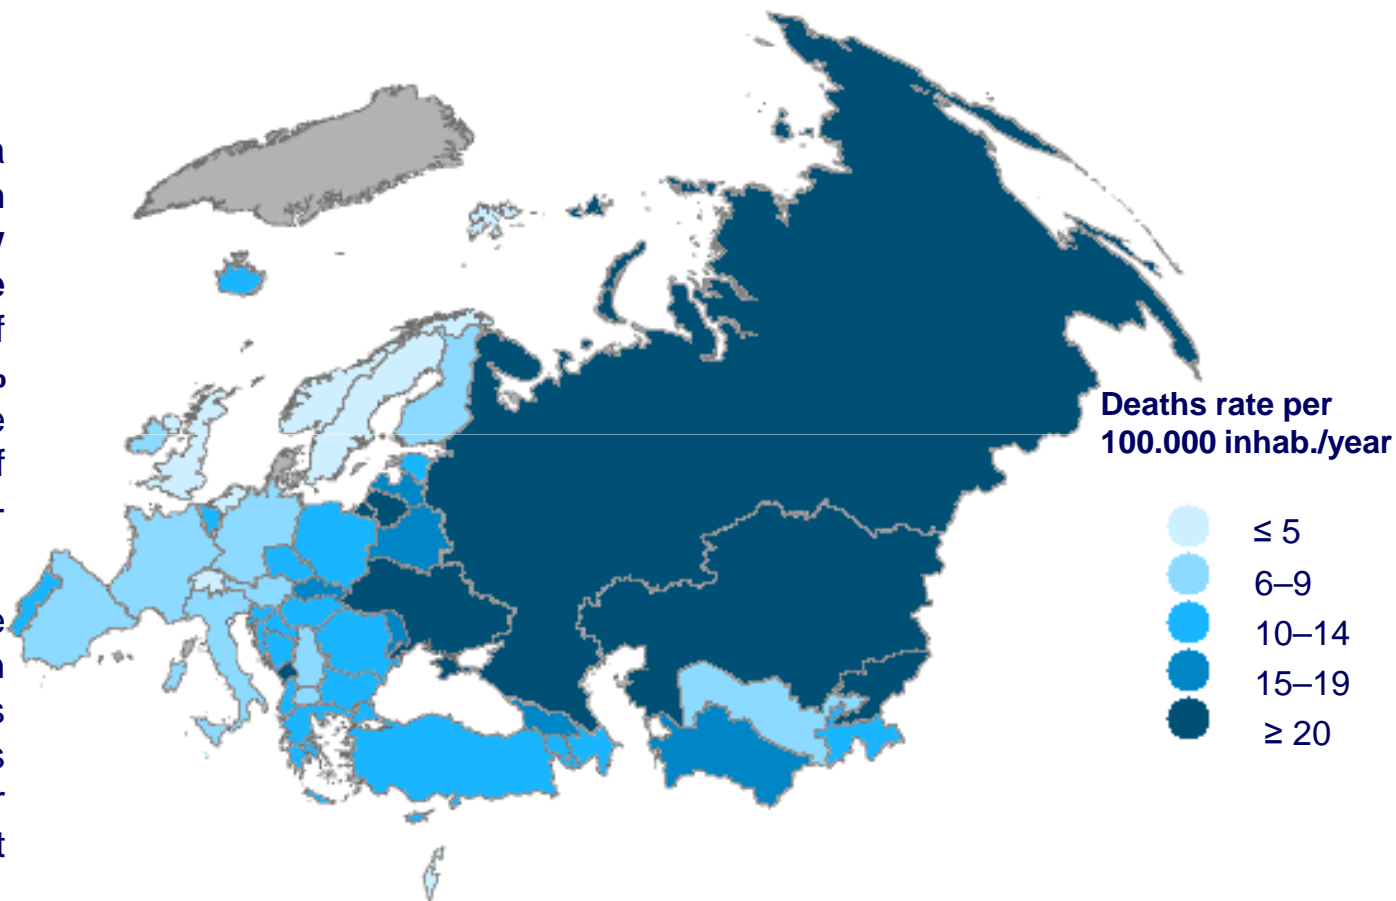 a
n
y
e
f
e
f
-
e
n
s
s
r
t
Deaths rate per
100.000 inhab./year
≤ 5
6–9
10–14
15–19
≥ 20